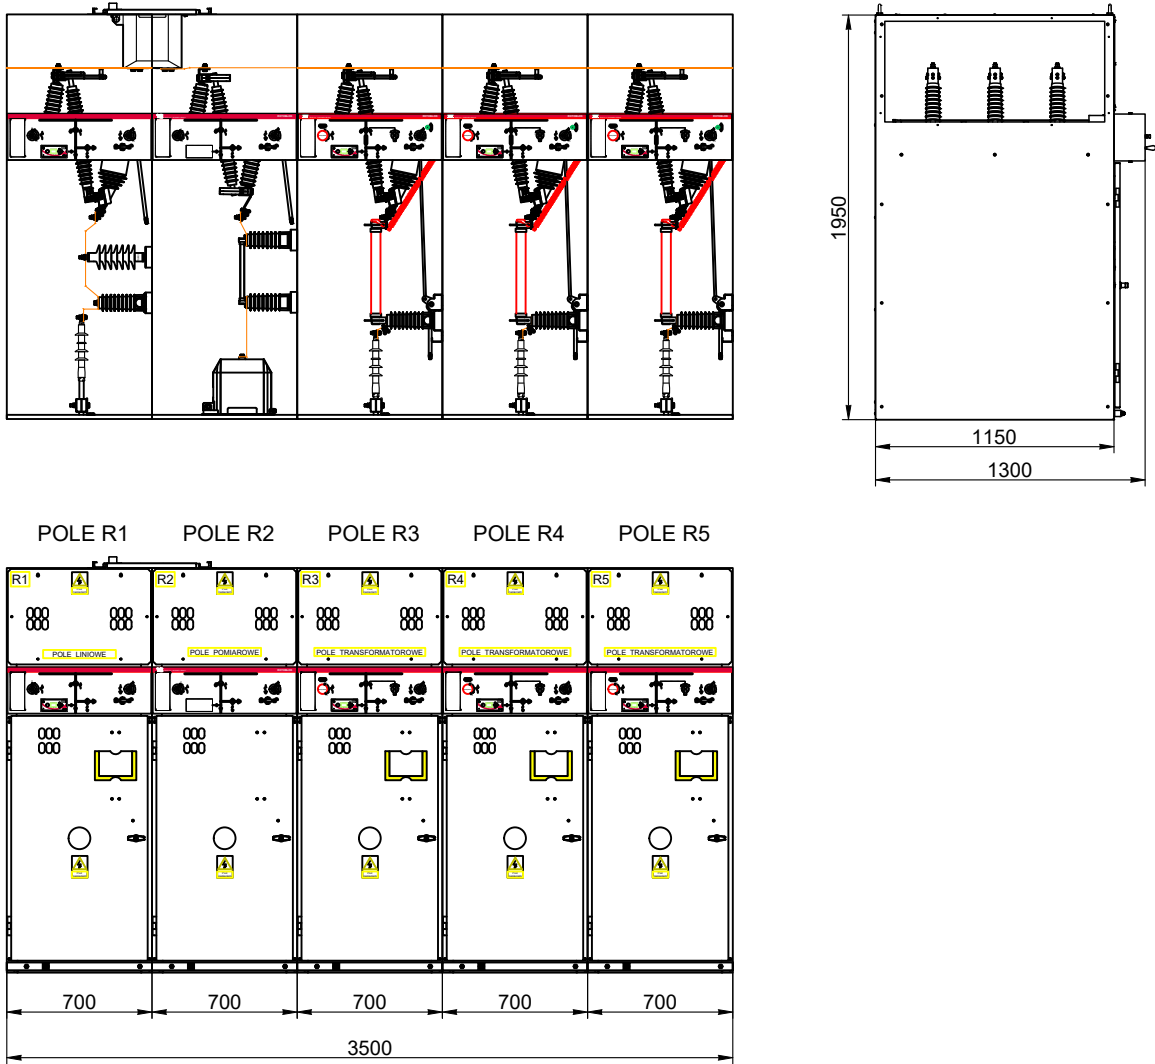 1950
1150
1300
POLE R1 POLE R2 POLE R3 POLE R4 POLE R5
R1 R2 R3 R4 R5
POLE LINIOWE POLE POMIAROWE POLE TRANSFORMATOROWE POLE TRANSFORMATOROWE POLE TRANSFORMATOROWE
700 700 700 700 700
3500